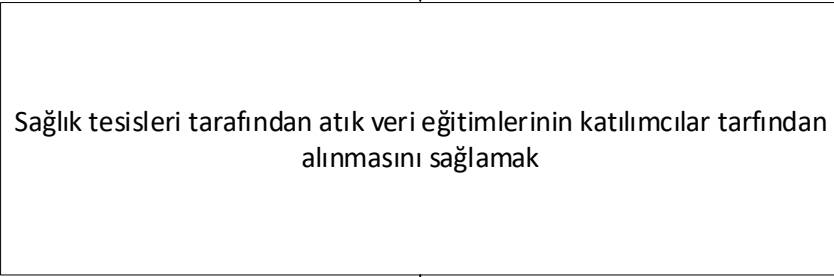 Sağlık tesisleri tarafından atık veri eğitimlerinin katılımcılar tarfından
alınmasını sağlamak